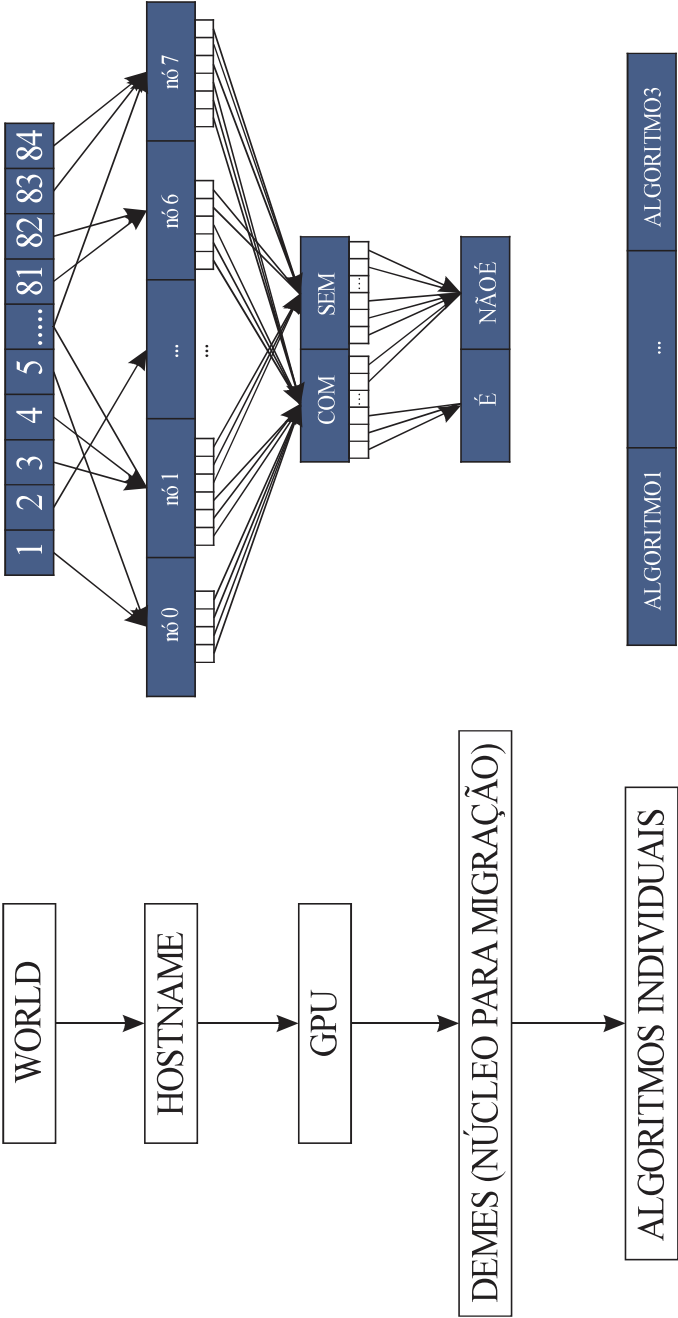 WORLD
1 2 3 4 5 ..... 81 82 83 84
HOSTNAME
nó 0 nó 1 ... nó 6 nó 7
...
GPU
COM SEM
... ...
DEMES (NÚCLEO PARA MIGRAÇÃO)
É NÃOÉ
ALGORITMOS INDIVIDUAIS
ALGORITMO1 ... ALGORITMO3